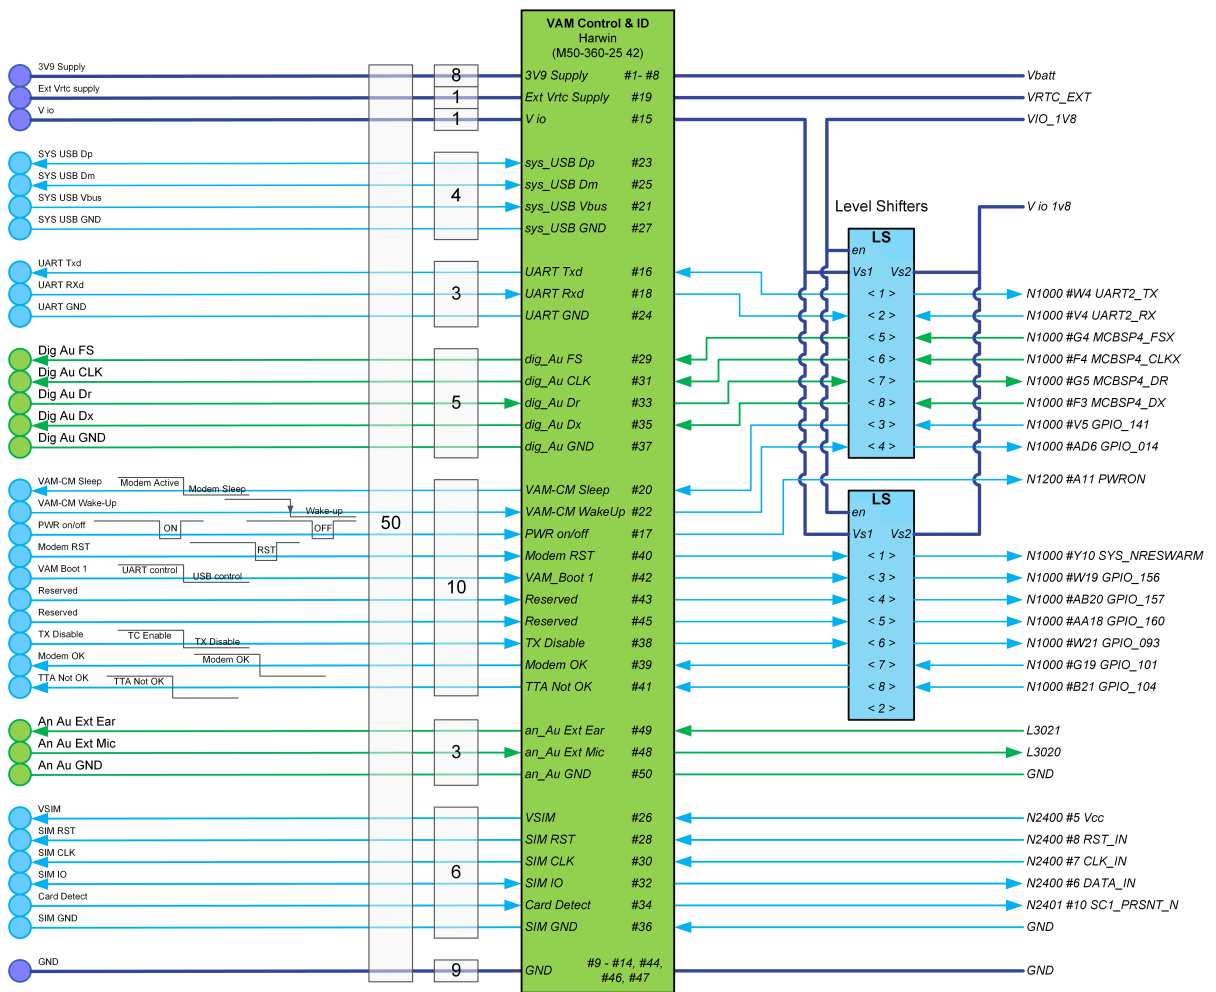 VAM Control & ID
Harwin
(M50-360-25 42)
3V9 Supply 8 3V9 Supply #1- #8 Vbatt
Ext Vrtc supply 1 Ext Vrtc Supply #19 VRTC_EXT
V io 1 V io #15 VIO_1V8
SYS USB Dp sys_USB Dp #23
SYS USB Dm sys_USB Dm #25
4
SYS USB Vbus sys_USB Vbus #21 Level Shifters V io 1v8
SYS USB GND sys_USB GND #27 LS
en
UART Txd UART Txd #16 Vs1 Vs2
UART RXd 3 UART Rxd #18 < 1 > N1000 #W4 UART2_TX
UART GND UART GND #24 < 2 > N1000 #V4 UART2_RX
< 5 > N1000 #G4 MCBSP4_FSX
Dig Au FS dig_Au FS #29 < 6 > N1000 #F4 MCBSP4_CLKX
Dig Au CLK dig_Au CLK #31 < 7 > N1000 #G5 MCBSP4_DR
Dig Au Dr 5 dig_Au Dr #33 < 8 > N1000 #F3 MCBSP4_DX
Dig Au Dx dig_Au Dx #35 < 3 > N1000 #V5 GPIO_141
Dig Au GND dig_Au GND #37 < 4 > N1000 #AD6 GPIO_014
N1200 #A11 PWRON
VAM-CM Sleep Modem Active Modem Sleep VAM-CM Sleep #20 LS
VAM-CM Wake-Up Wake-up VAM-CM WakeUp #22 en
50
PWR on/off ON OFF PWR on/off #17 Vs1 Vs2
Modem RST RST Modem RST #40 < 1 > N1000 #Y10 SYS_NRESWARM
VAM Boot 1 UART control USB control VAM_Boot 1 #42 < 3 > N1000 #W19 GPIO_156
10
Reserved Reserved #43 < 4 > N1000 #AB20 GPIO_157
Reserved Reserved #45 < 5 > N1000 #AA18 GPIO_160
TX Disable TC Enable TX Disable TX Disable #38 < 6 > N1000 #W21 GPIO_093
Modem OK Modem OK Modem OK #39 < 7 > N1000 #G19 GPIO_101
TTA Not OK TTA Not OK TTA Not OK #41 < 8 > N1000 #B21 GPIO_104
< 2 >
An Au Ext Ear an_Au Ext Ear #49 L3021
An Au Ext Mic 3 an_Au Ext Mic #48 L3020
An Au GND an_Au GND #50 GND
VSIM VSIM #26 N2400 #5 Vcc
SIM RST SIM RST #28 N2400 #8 RST_IN
SIM CLK SIM CLK #30 N2400 #7 CLK_IN
6
SIM IO SIM IO #32 N2400 #6 DATA_IN
Card Detect Card Detect #34 N2401 #10 SC1_PRSNT_N
SIM GND SIM GND #36 GND
GND 9 GND #9 - #14, #44, GND
#46, #47